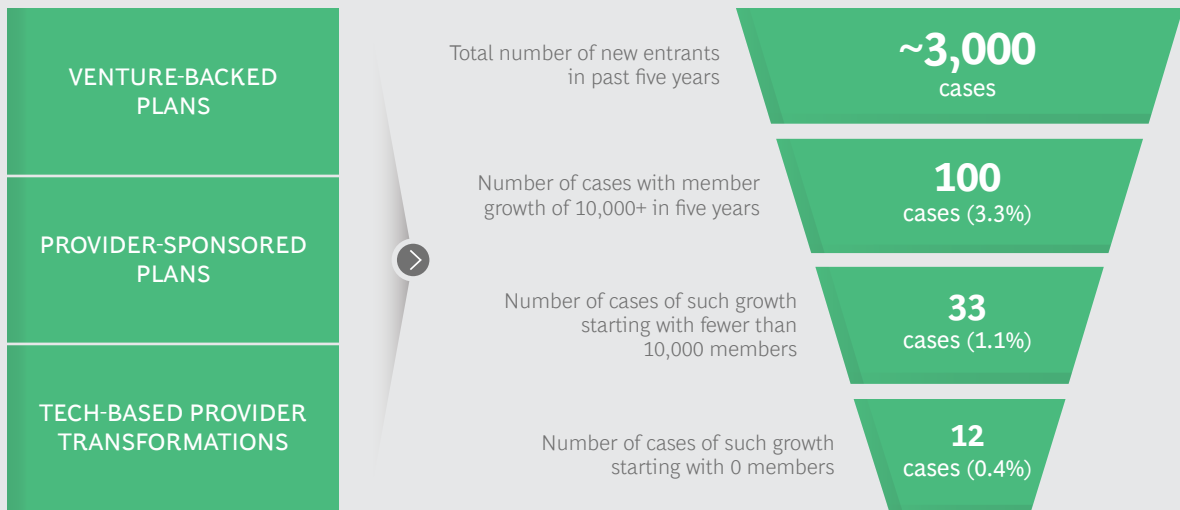 VENTURE-BACKED
PLANS
PROVIDER-SPONSORED
PLANS
TECH-BASED PROVIDER
TRANSFORMATIONS
Total number of new entrants
in past five years
~3,000
cases
Number of cases with member
growth of 10,000+ in five years
100
cases (3.3%)
Number of cases of such growth
starting with fewer than
10,000 members
33
cases (1.1%)
Number of cases of such growth
starting with 0 members
12
cases (0.4%)